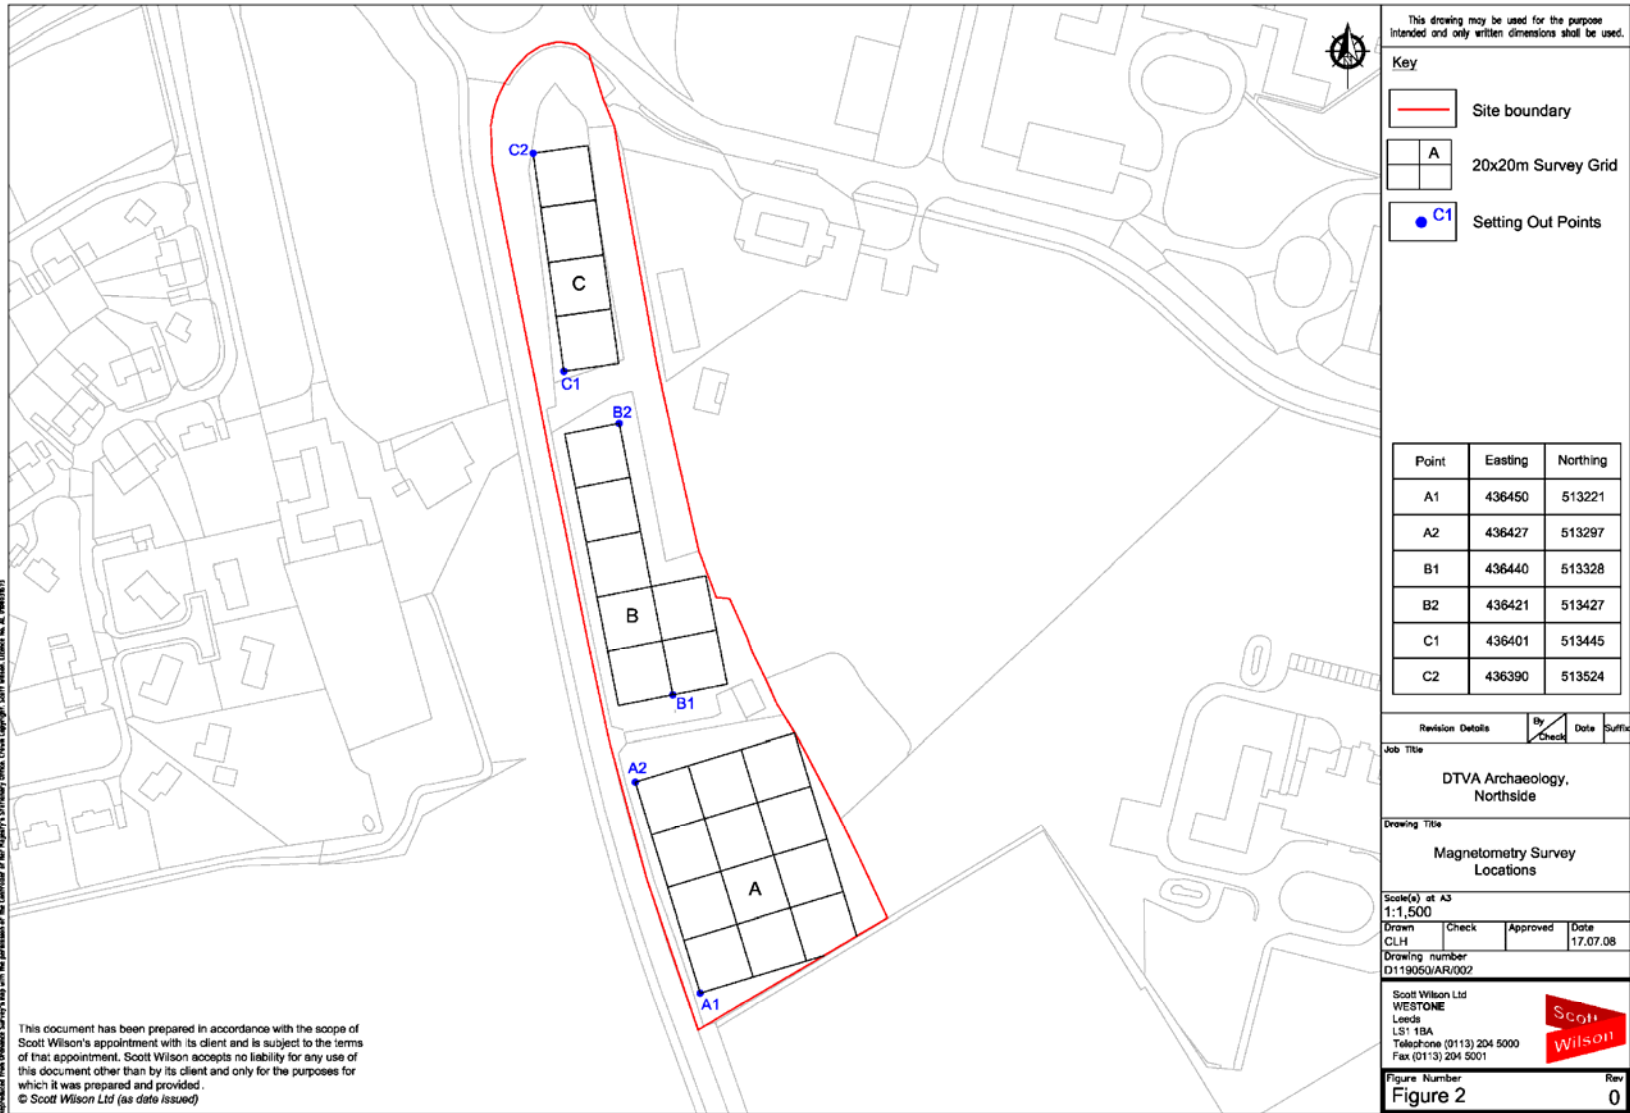 This drawing may be used for the purpose
intended and only written dimensions shall be used.
Key
Site boundary
A
20x20m Survey Grid
C1
Setting Out Points
N
C2
C
C1
B2
B
B1
A2
A
A1
Point Easting Northing
A1 436450 513221
A2 436427 513297
B1 436440 513328
B2 436421 513427
C1 436401 513445
C2 436390 513524
Revision Details By Check Date Suffix
Job Title
DTVA Archaeology,
Northside
Drawing Title
Magnetometry Survey
Locations
Scale(s) at A3
1:1,500
Drawn Check Approved Date
CLH 17.07.08
Drawing number
D119050/AR/002
Scott Wilson Ltd
WESTONE
Leeds
LS1 1BA
Telephone (0113) 204 5000
Fax (0113) 204 5001
Scott
Wilson
Figure Number Rev
Figure 2 0
This document has been prepared in accordance with the scope of
Scott Wilson's appointment with its client and is subject to the terms
of that appointment. Scott Wilson accepts no liability for any use of
this document other than by its client and only for the purposes for
which it was prepared and provided.
© Scott Wilson Ltd (as date issued)